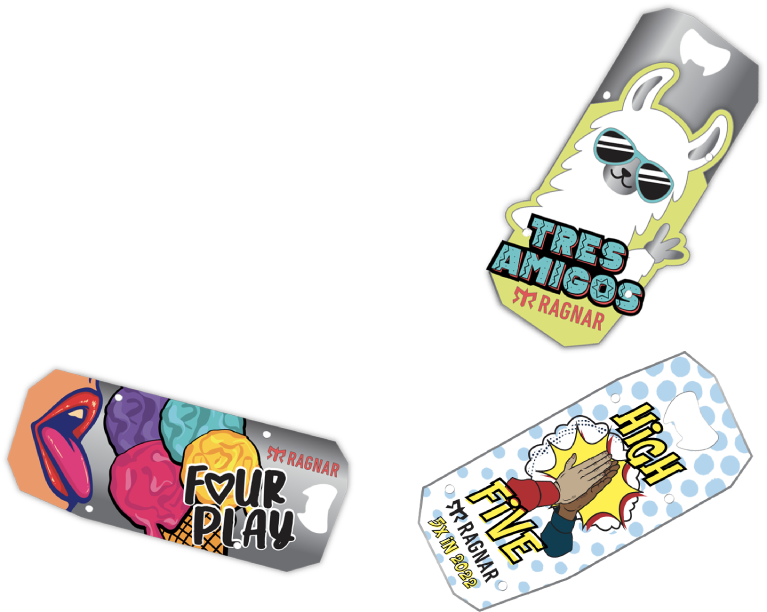 TRES
AMIGOS
RAGNAR
FOUR
PLAY
RAGNAR
HiGH
FiVE
RAGNAR
5X iN 2022